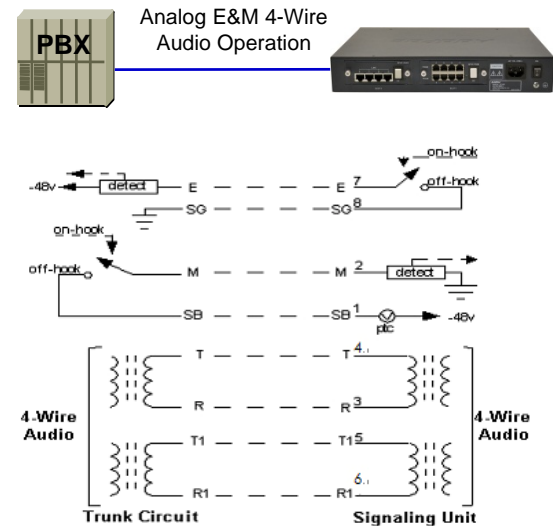 Analog E&M 4-Wire
Audio Operation
PBX
on-hook
-48v detect E E 7 off-hook
SG SG 8
on-hook
off-hook M M 2 detect
SB SB 1 ptc -48v
T T 4
4-Wire
Audio
R R 3
4-Wire
Audio
T1 T1 5
R1 R1 6
Trunk Circuit Signaling Unit